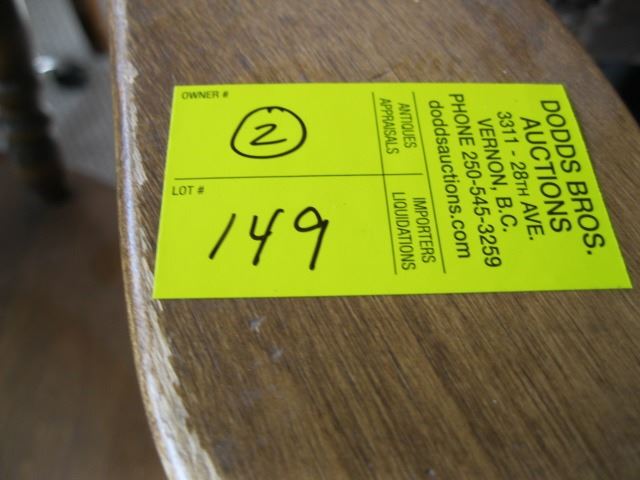 OWNER #
2
LOT #
149
ANTIQUES
APPRAISALS
IMPORTERS
LIQUIDATIONS
DODDS BROS.
AUCTIONS
3311 - 28TH AVE.
VERNON, B.C.
PHONE 250-545-3259
doddsauctions.com